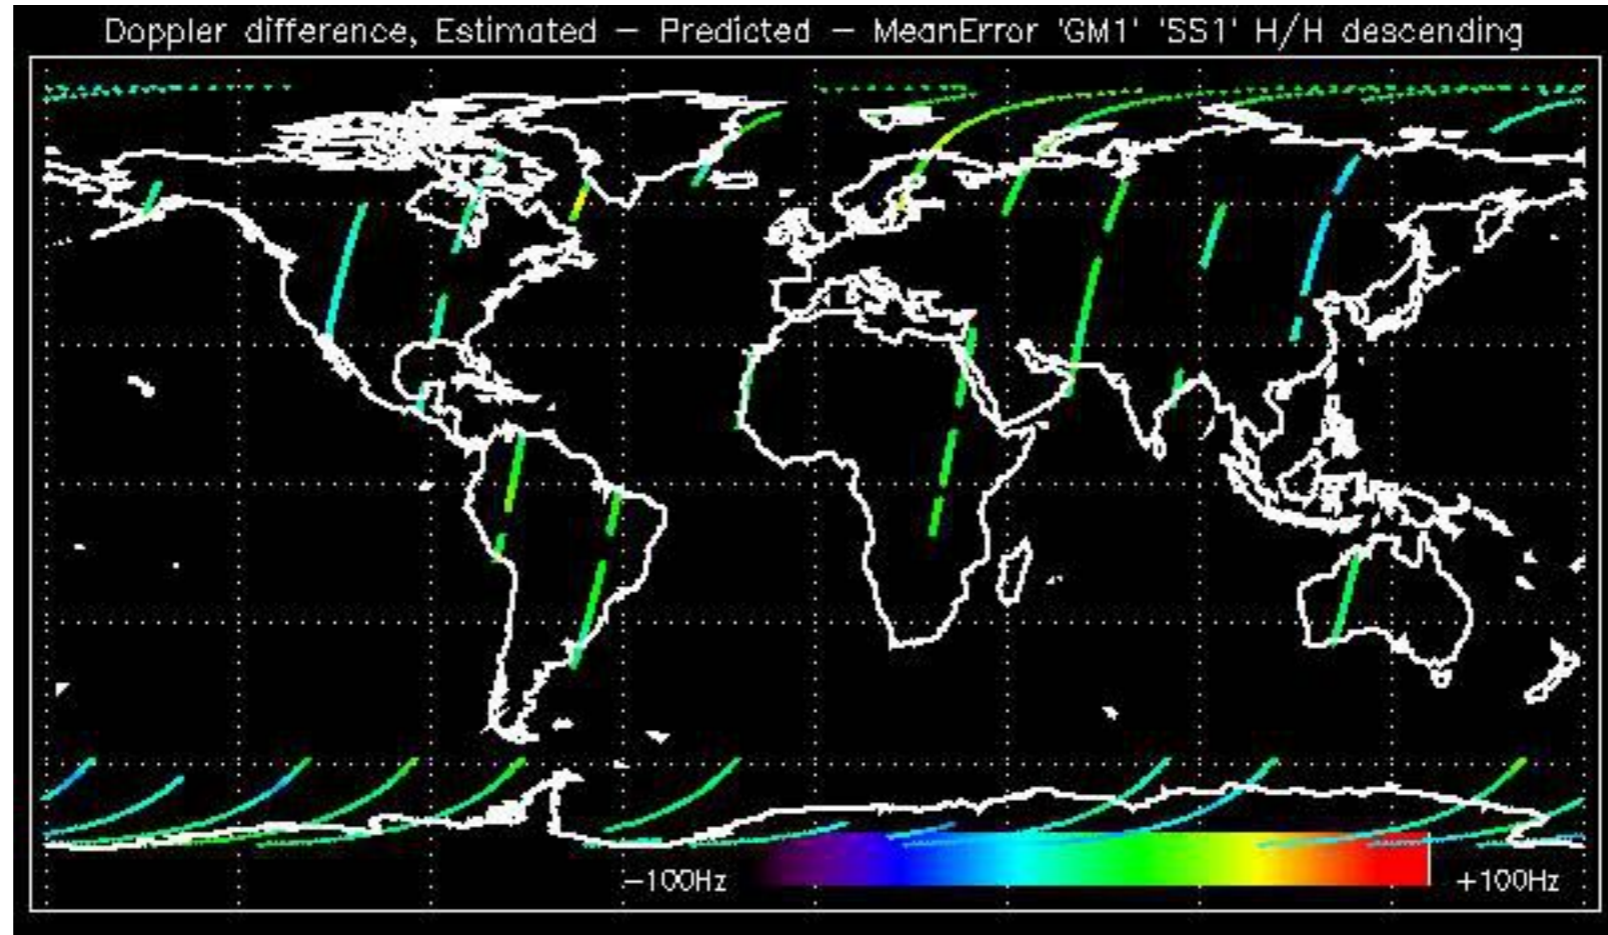 Doppler difference, Estimated − Predicted − MeanError 'GM1' 'SS1' H/H descending
−100Hz
+100Hz